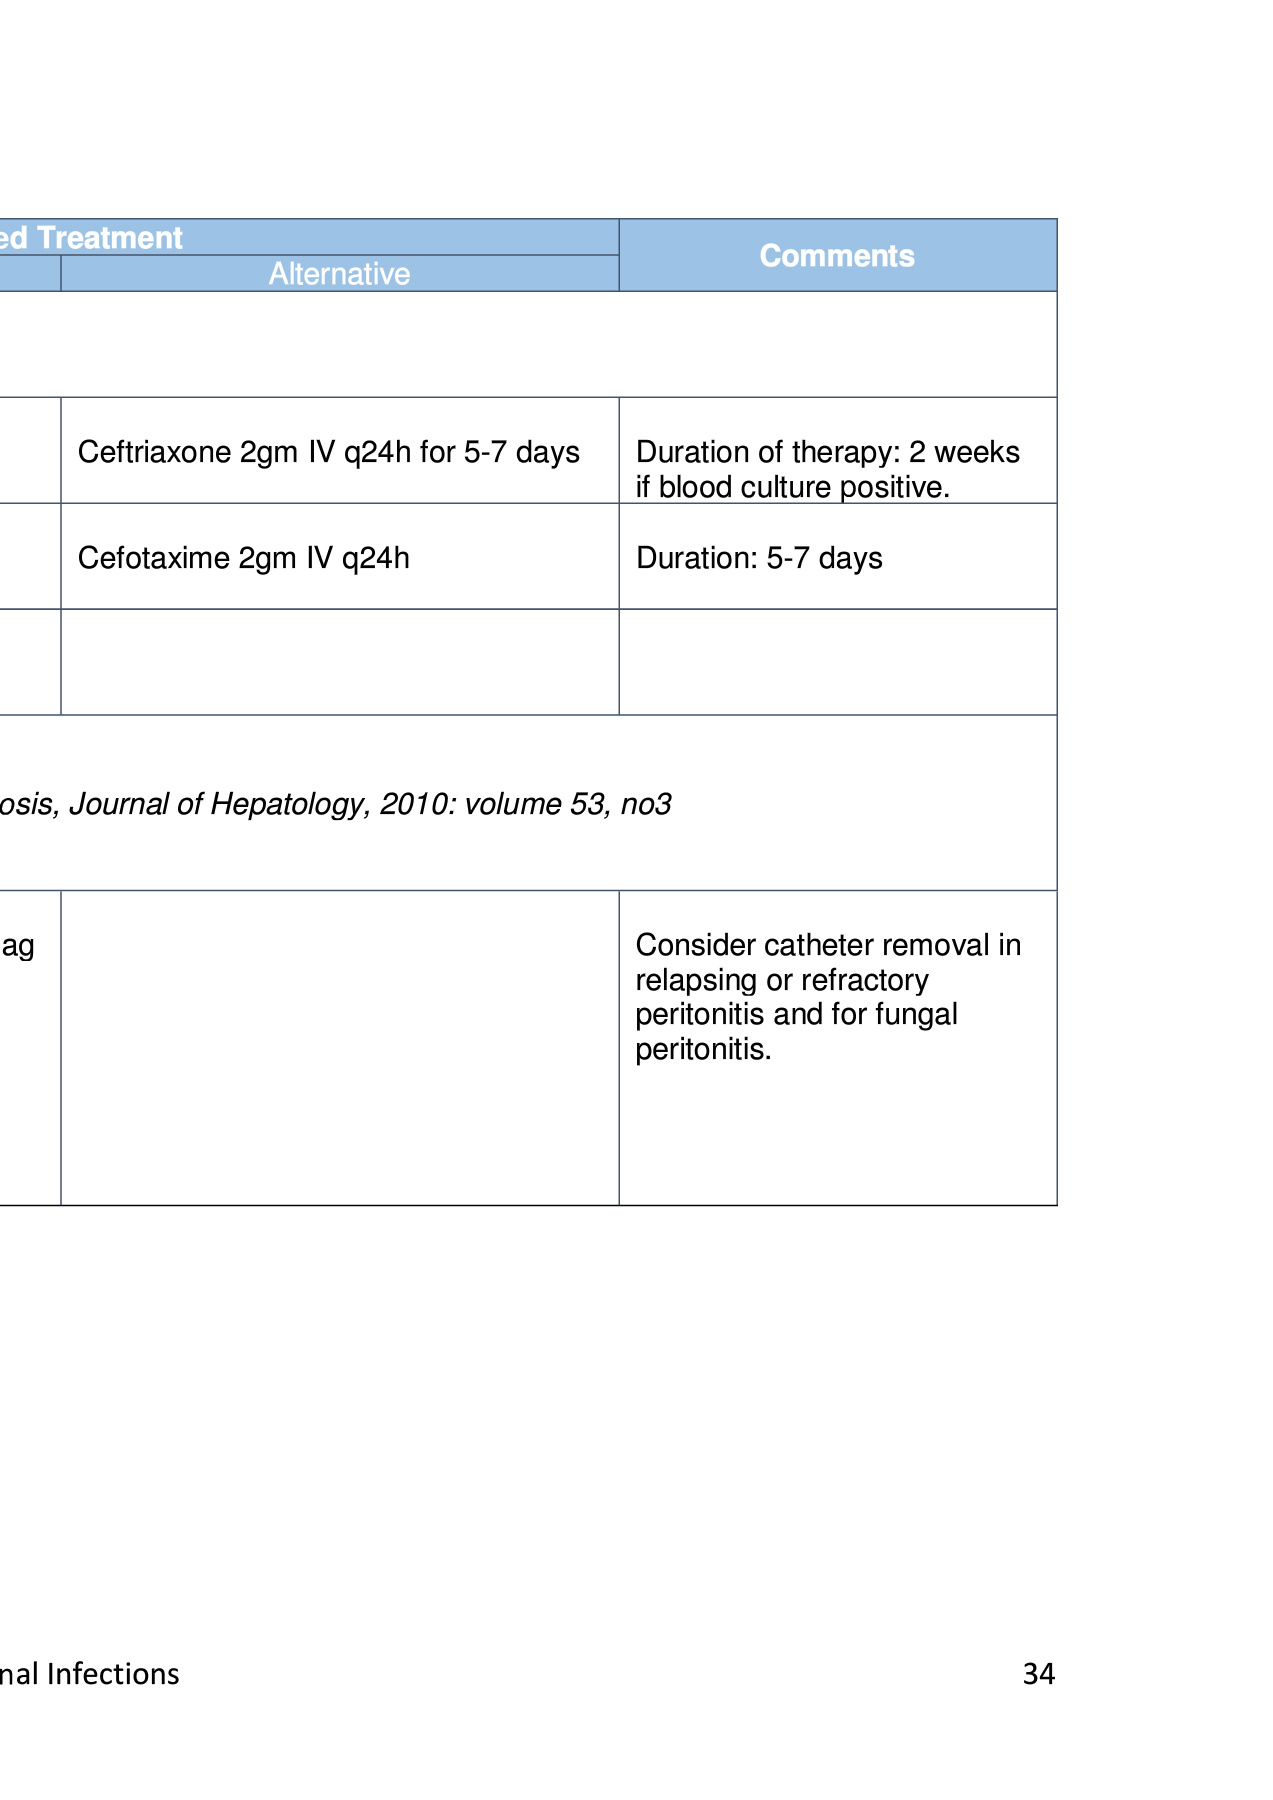 ed Treatment
Comments
Alternative
Ceftriaxone 2gm IV q24h for 5-7 days
Duration of therapy: 2 weeks
if blood culture positive.
Cefotaxime 2gm IV q24h
Duration: 5-7 days
osis, Journal of Hepatology, 2010: volume 53, no3
ag
Consider catheter removal in
relapsing or refractory
peritonitis and for fungal
peritonitis.
nal Infections
34